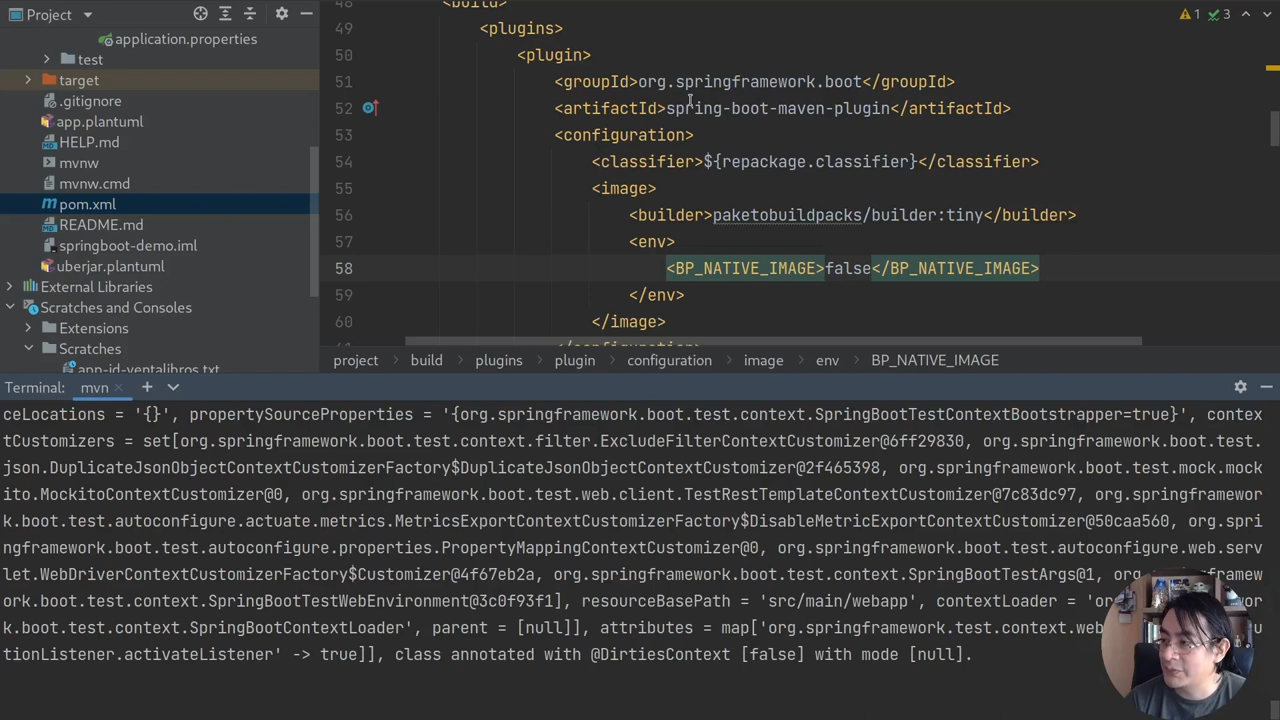 Project
application.properties
test
target
.gitignore
app.plantuml
HELP.md
mvnw
mvnw.cmd
pom.xml
README.md
springboot-demo.iml
uberjar.plantuml
External Libraries
Scratches and Consoles
Extensions
Scratches
app-id-ventalibros.txt
1 3
48 <build>
49 <plugins>
50 <plugin>
51 <groupId>org.springframework.boot</groupId>
52 <artifactId>spring-boot-maven-plugin</artifactId>
53 <configuration>
54 <classifier>${repackage.classifier}</classifier>
55 <image>
56 <builder>paketobuildpacks/builder:tiny</builder>
57 <env>
58 <BP_NATIVE_IMAGE>false</BP_NATIVE_IMAGE>
59 </env>
60 </image>
</configuration>
project build plugins plugin configuration image env BP_NATIVE_IMAGE
Terminal: mvn
ceLocations = '{}', propertySourceProperties = '{org.springframework.boot.test.context.SpringBootTestContextBootstrapper=true}', contex
tCustomizers = set[org.springframework.boot.test.context.filter.ExcludeFilterContextCustomizer@6ff29830, org.springframework.boot.test.
json.DuplicateJsonObjectContextCustomizerFactory$DuplicateJsonObjectContextCustomizer@2f465398, org.springframework.boot.test.mock.mock
ito.MockitoContextCustomizer@0, org.springframework.boot.test.web.client.TestRestTemplateContextCustomizer@7c83dc97, org.springframewor
k.boot.test.autoconfigure.actuate.metrics.MetricsExportContextCustomizerFactory$DisableMetricExportContextCustomizer@50caa560, org.spri
ngframework.boot.test.autoconfigure.properties.PropertyMappingContextCustomizer@0, org.springframework.boot.test.autoconfigure.web.serv
let.WebDriverContextCustomizerFactory$Customizer@4f67eb2a, org.springframework.boot.test.context.SpringBootTestArgs@1, org. framew
ork.boot.test.context.SpringBootTestWebEnvironment@3c0f93f1], resourceBasePath = 'src/main/webapp', contextLoader = 'or wor
k.boot.test.context.SpringBootContextLoader', parent = [null]], attributes = map['org.springframework.test.context.web u
tionListener.activateListener' -> true]], class annotated with @DirtiesContext [false] with mode [null].